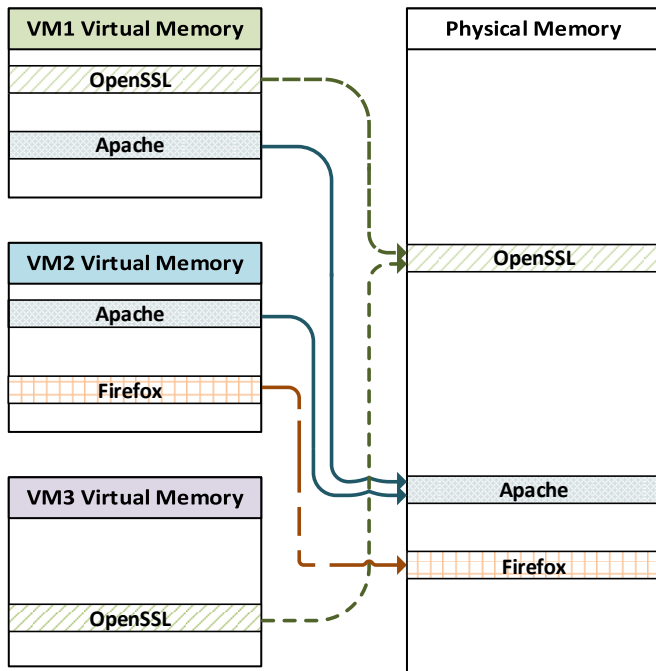 VM1 Virtual Memory
OpenSSL
Apache
VM2 Virtual Memory
Apache
Firefox
VM3 Virtual Memory
OpenSSL
Physical Memory
OpenSSL
Apache
Firefox